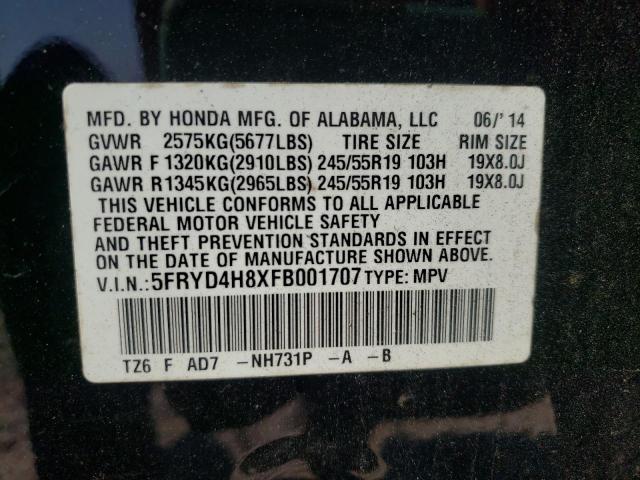 MFD. BY HONDA MFG. OF ALABAMA, LLC 06/'14
GVWR 2575KG(5677LBS) TIRE SIZE RIM SIZE
GAWR F 1320KG(2910LBS) 245/55R19 103H 19X8.0J
GAWR R1345KG(2965LBS) 245/55R19 103H 19X8.0J
THIS VEHICLE CONFORMS TO ALL APPLICABLE
FEDERAL MOTOR VEHICLE SAFETY
AND THEFT PREVENTION STANDARDS IN EFFECT
ON THE DATE OF MANUFACTURE SHOWN ABOVE.
V.I.N.: 5FRYD4H8XFB001707 TYPE: MPV
TZ6 F AD7 -NH731P -A -B